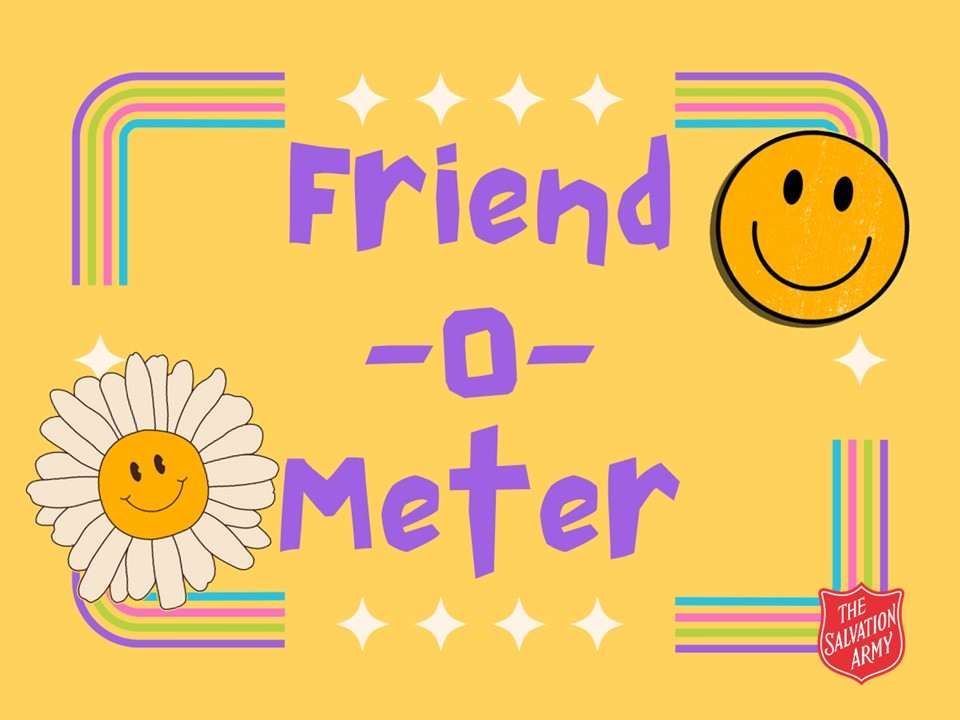 Friend
-O-
Meter
THE
SALVATION
ARMY